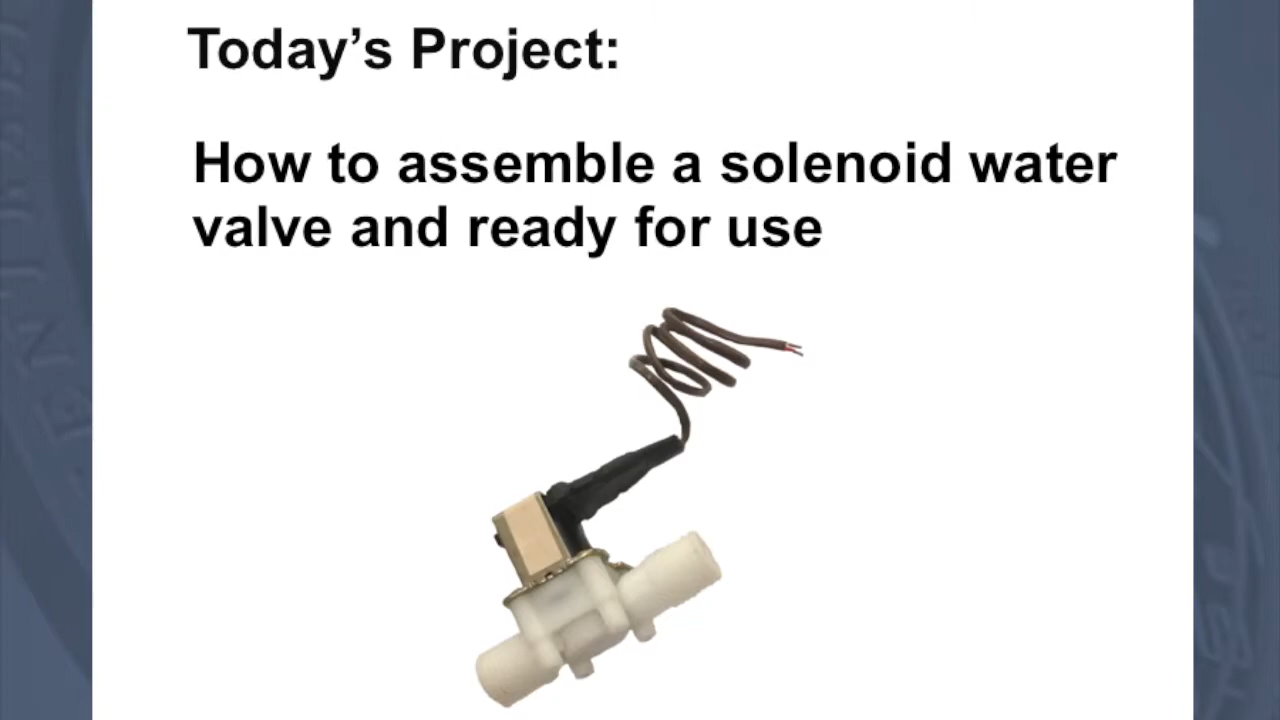 Today’s Project:
How to assemble a solenoid water
valve and ready for use